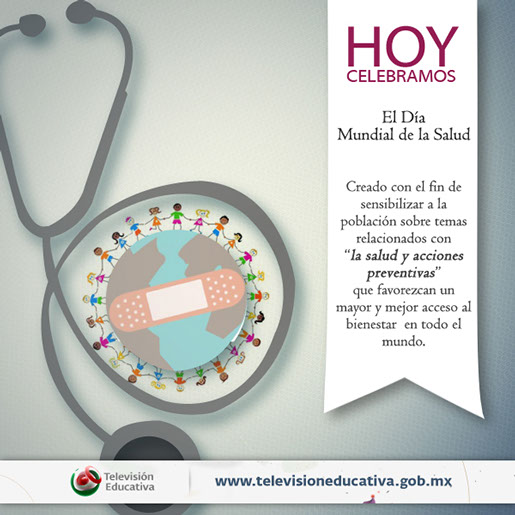 HOY
CELEBRAMOS
El Día
Mundial de la Salud
Creado con el fin de
sensibilizar a la
población sobre temas
relacionados con
“la salud y acciones
preventivas”
que favorezcan un
mayor y mejor acceso al
bienestar en todo el
mundo.
Televisión
Educativa
www.televisioneducativa.gob.mx